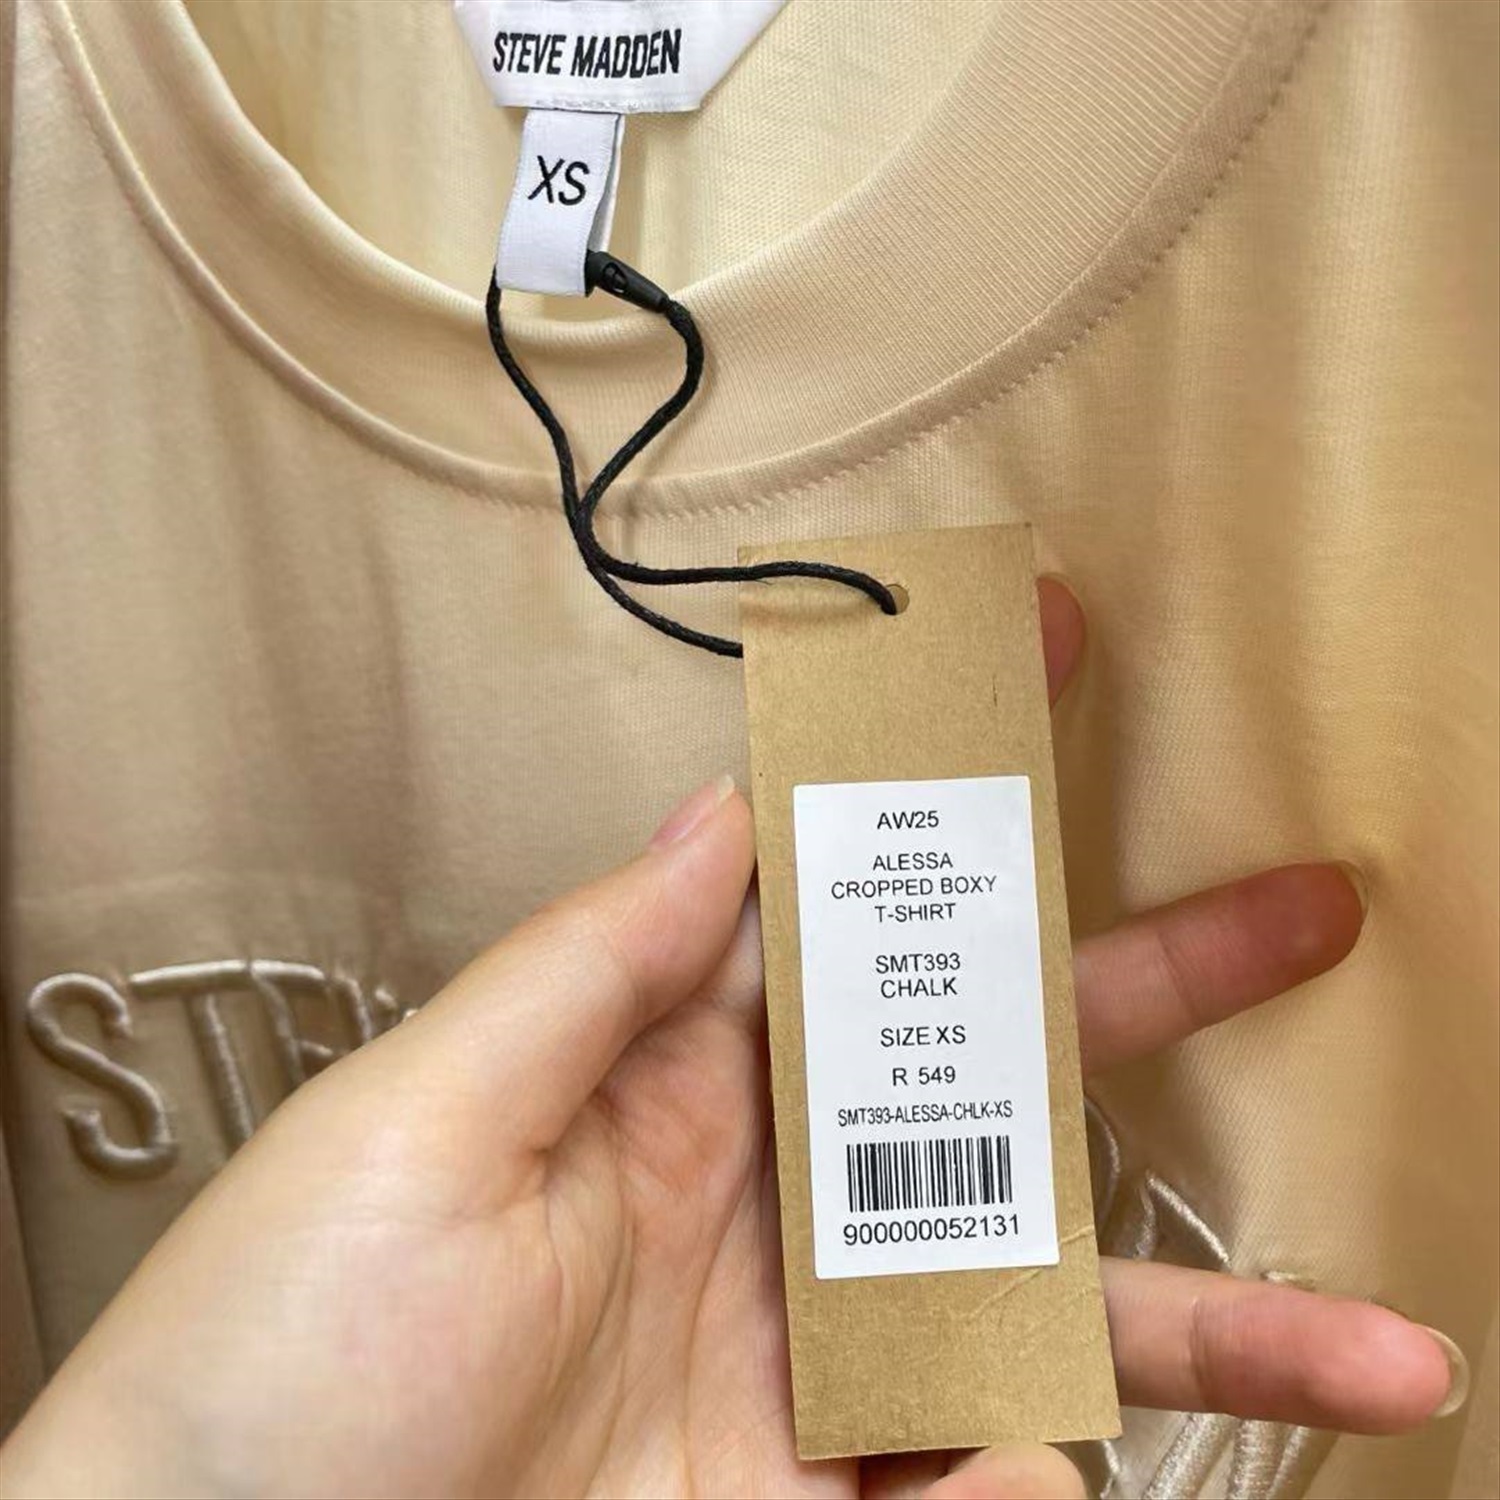 STEVE MADDEN
XS
AW25
ALESSA
CROPPED BOXY
T-SHIRT
SMT393
CHALK
SIZE XS
R 549
SMT393-ALESSA-CHLK-XS
900000052131